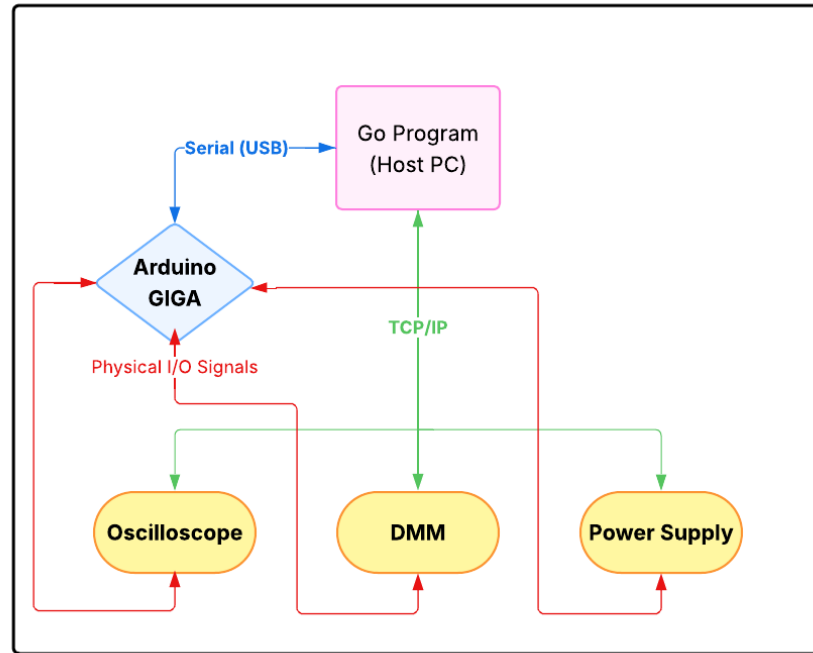 Go Program
(Host PC)
Serial (USB)
Arduino
GIGA
TCP/IP
Physical I/O Signals
Oscilloscope
DMM
Power Supply